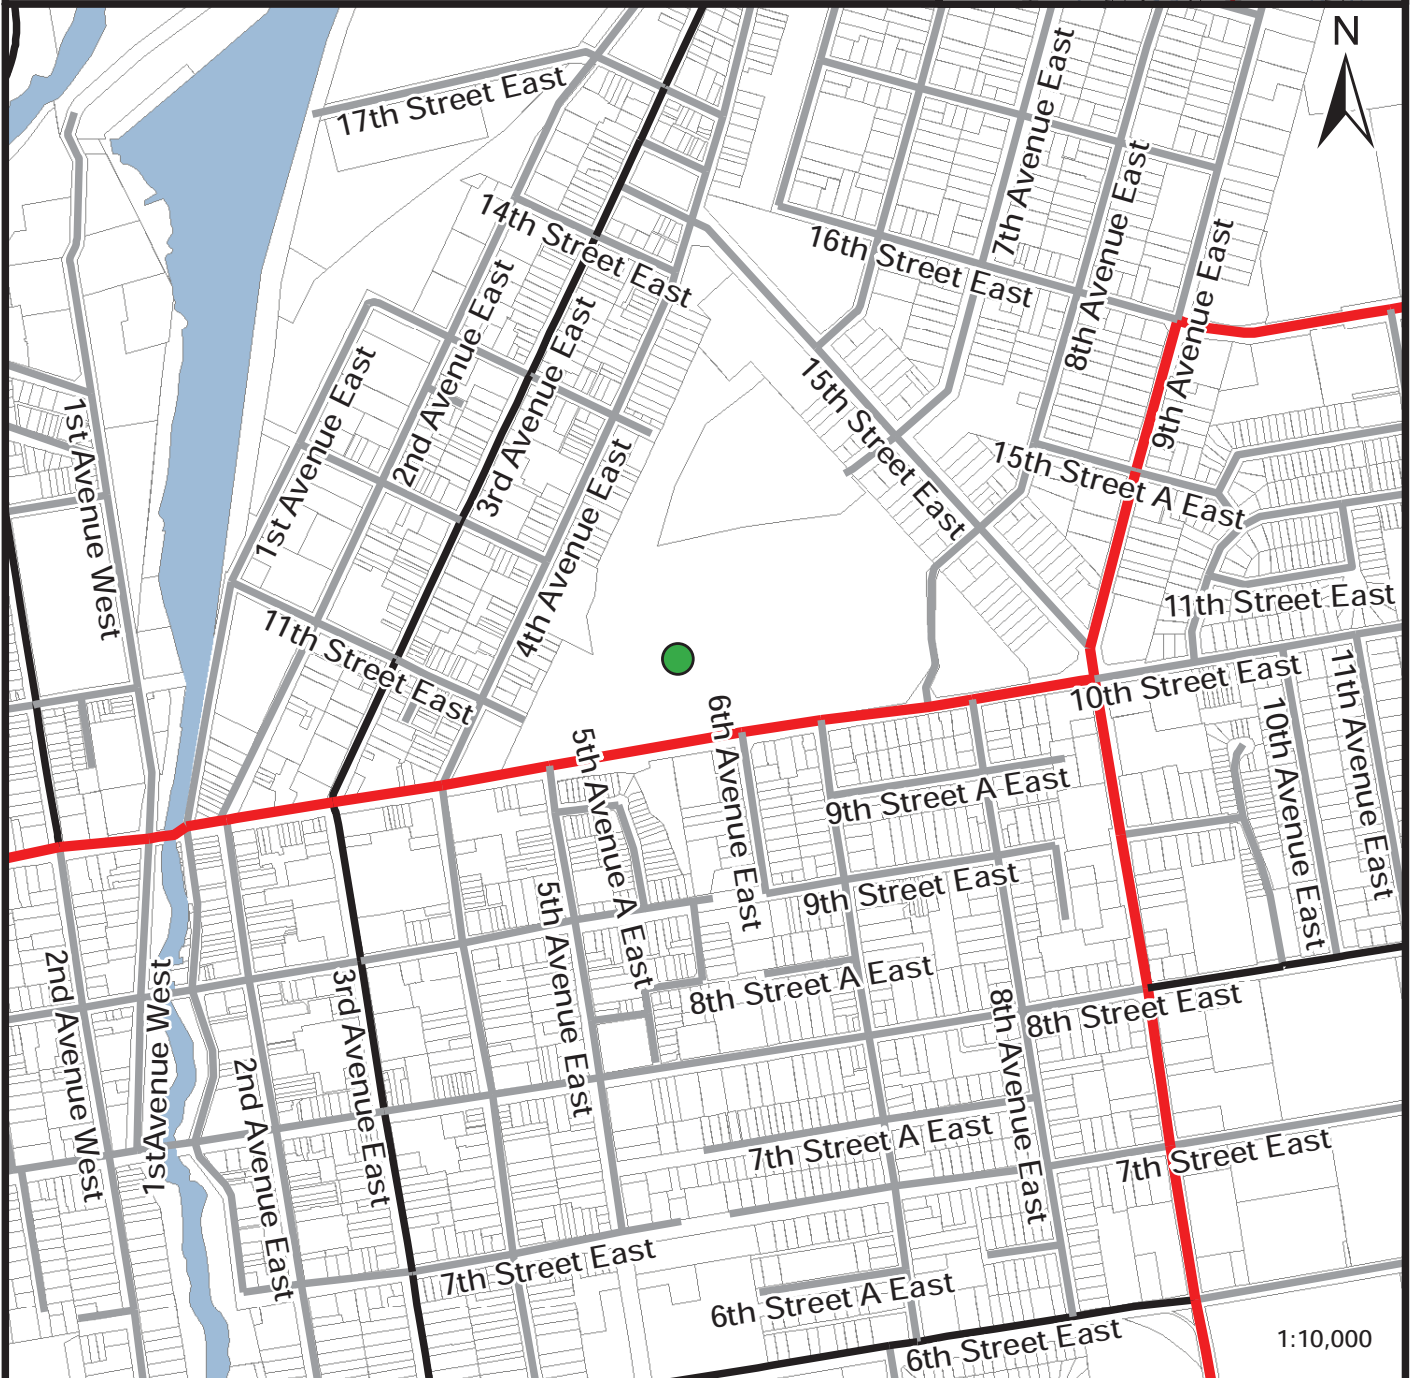 N
17th Street East
7th Avenue East
8th Avenue East
14th Street East
16th Street East
9th Avenue East
2nd Avenue East
3rd Avenue East
1st Avenue East
15th Street East
1st Avenue West
4th Avenue East
15th Street A East
11th Street East
11th Street East
10th Street East
11th Avenue East
10th Avenue East
6th Avenue East
5th Avenue A East
9th Street A East
9th Street East
5th Avenue East
8th Street A East
2nd Avenue West
1st Avenue West
3rd Avenue East
8th Avenue East
8th Street East
2nd Avenue East
7th Street A East
7th Street East
7th Street East
6th Street A East
6th Street East
1:10,000